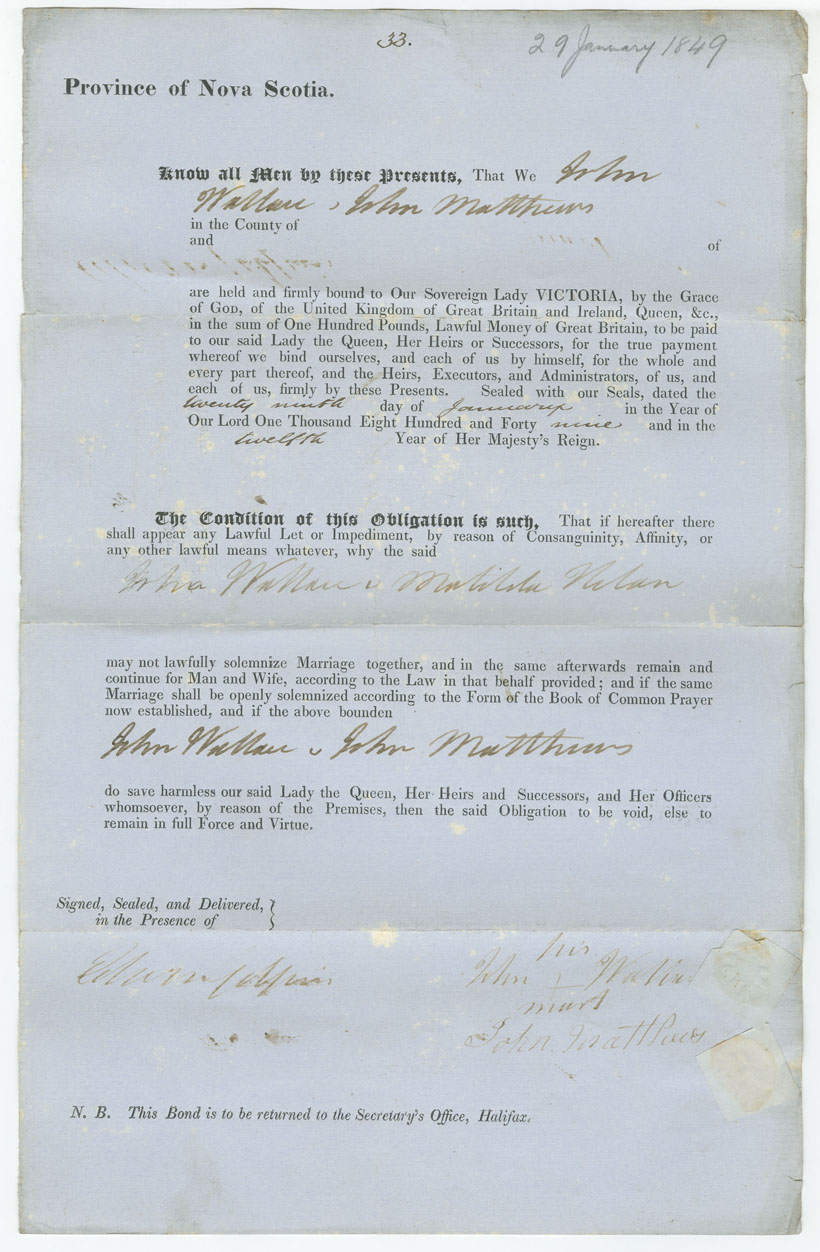 33.
29 January 1849
Province of Nova Scotia.
Know all Men by these Presents, That We John
Wallace & John Matthews
in the County of
and of
are held and firmly bound to Our Sovereign Lady VICTORIA, by the Grace
of GOD, of the United Kingdom of Great Britain and Ireland, Queen, &c.,
in the sum of One Hundred Pounds, Lawful Money of Great Britain, to be paid
to our said Lady the Queen, Her Heirs or Successors, for the true payment
whereof we bind ourselves, and each of us by himself, for the whole and
every part thereof, and the Heirs, Executors, and Administrators, of us, and
each of us, firmly by these Presents. Sealed with our Seals, dated the
twenty ninth day of January in the Year of
Our Lord One Thousand Eight Hundred and Forty nine and in the
twelfth Year of Her Majesty's Reign.
The Condition of this Obligation is such, That if hereafter there
shall appear any Lawful Let or Impediment, by reason of Consanguinity, Affinity, or
any other lawful means whatever, why the said
John Wallace & Matilda
may not lawfully solemnize Marriage together, and in the same afterwards remain and
continue for Man and Wife, according to the Law in that behalf provided; and if the same
Marriage shall be openly solemnized according to the Form of the Book of Common Prayer
now established, and if the above bounden
John Wallace & John Matthews
do save harmless our said Lady the Queen, Her Heirs and Successors, and Her Officers
whomsoever, by reason of the Premises, then the said Obligation to be void, else to
remain in full Force and Virtue.
Signed, Sealed, and Delivered,
in the Presence of
his
John Wallace
mark
John Matthews
N. B. This Bond is to be returned to the Secretary's Office, Halifax.